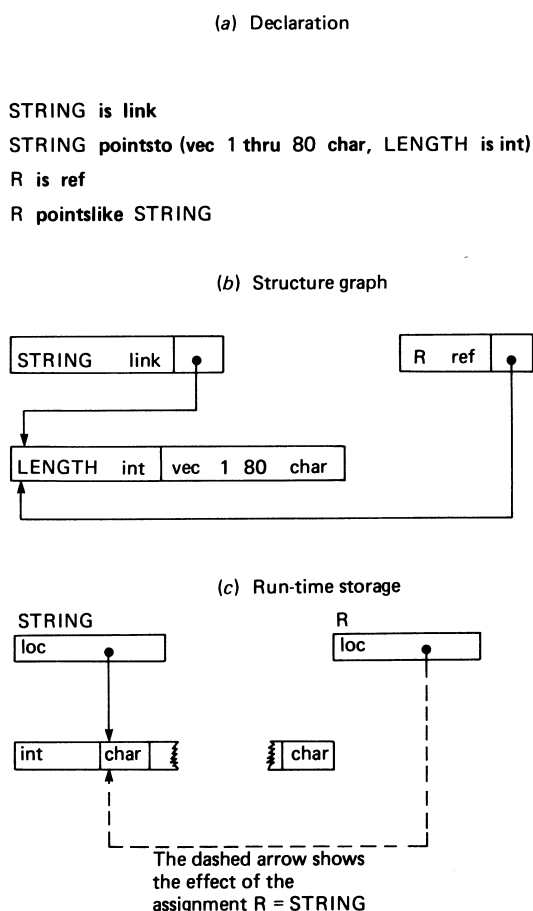 (a) Declaration
STRING is link
STRING pointsto (vec 1 thru 80 char, LENGTH is int)
R is ref
R pointslike STRING
(b) Structure graph
STRING link
R ref
LENGTH int vec 1 80 char
(c) Run-time storage
STRING
R
loc
loc
int char
char
The dashed arrow shows
the effect of the
assignment R = STRING